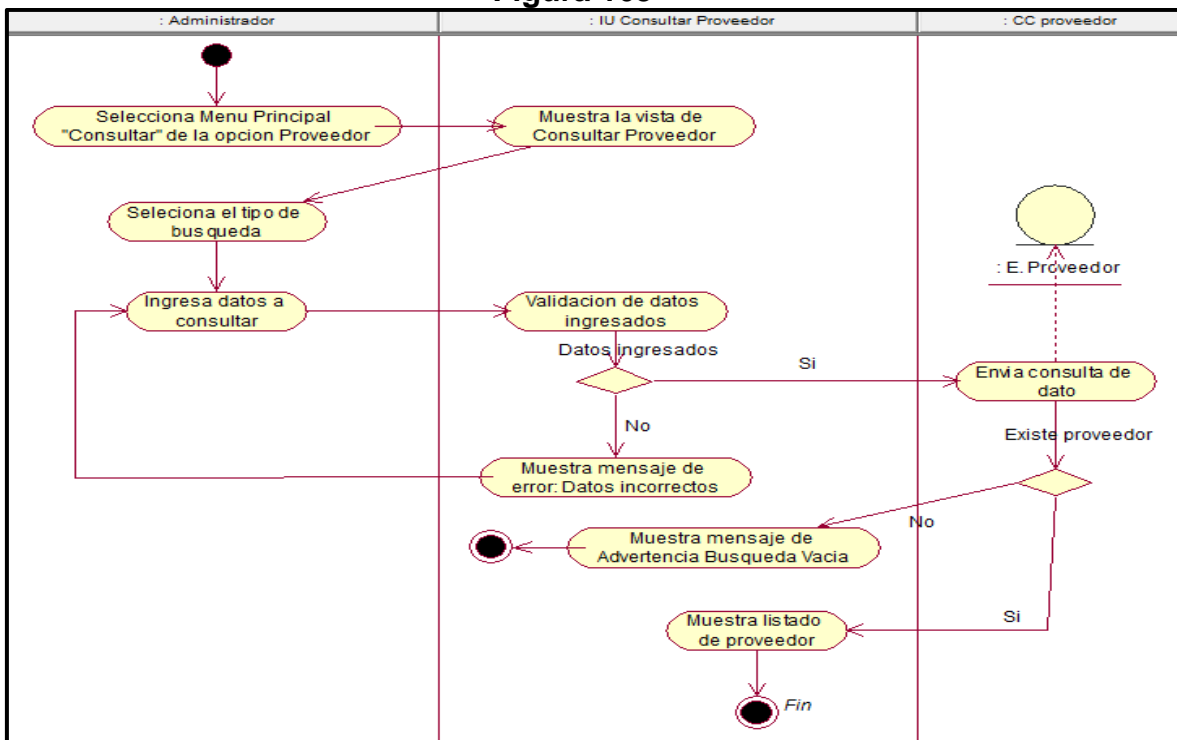 : Administrador
: IU Consultar Proveedor
: CC proveedor
Selecciona Menu Principal
"Consultar" de la opcion Proveedor
Muestra la vista de
Consultar Proveedor
Seleciona el tipo de
busqueda
: E. Proveedor
Ingresa datos a
consultar
Validacion de datos
ingresados
Datos ingresados
Si
Envia consulta de
dato
No
Existe proveedor
Muestra mensaje de
error: Datos incorrectos
No
Muestra mensaje de
Advertencia Busqueda Vacia
Si
Muestra listado
de proveedor
Fin